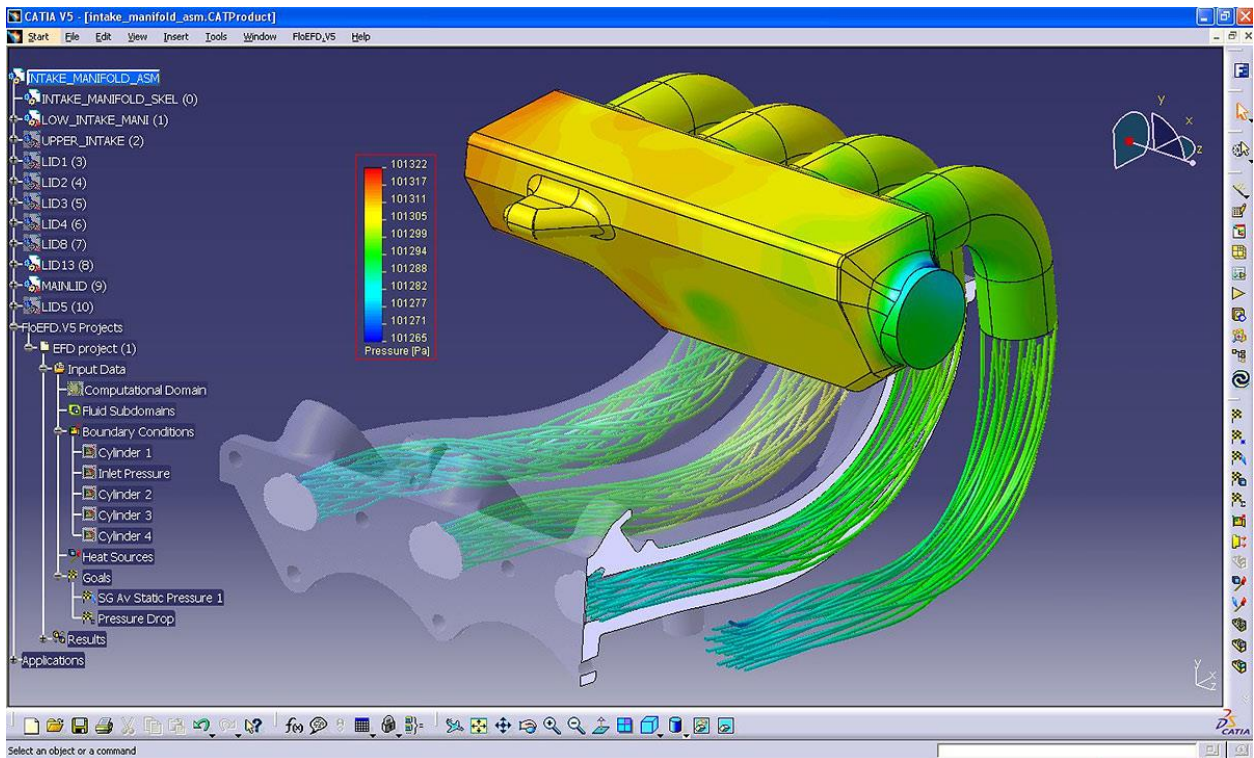 CATIA V5 - [intake_manifold_asm.CATProduct]
Start File Edit View Insert Tools Window FloEFD.V5 Help
INTAKE_MANIFOLD_ASM
INTAKE_MANIFOLD_SKEL (0)
LOW_INTAKE_MANI (1)
UPPER_INTAKE (2)
LID1 (3)
LID2 (4)
LID3 (5)
LID4 (6)
LID8 (7)
LID13 (8)
MAINLID (9)
LID5 (10)
FloEFD.V5 Projects
EFD project (1)
Input Data
Computational Domain
Fluid Subdomains
Boundary Conditions
Cylinder 1
Inlet Pressure
Cylinder 2
Cylinder 3
Cylinder 4
Heat Sources
Goals
SG Av Static Pressure 1
Pressure Drop
Results
Applications
101322
101317
101311
101305
101299
101294
101288
101282
101277
101271
101265
Pressure [Pa]
y
x
z
y
x
z
f(x)
CATIA
Select an object or a command